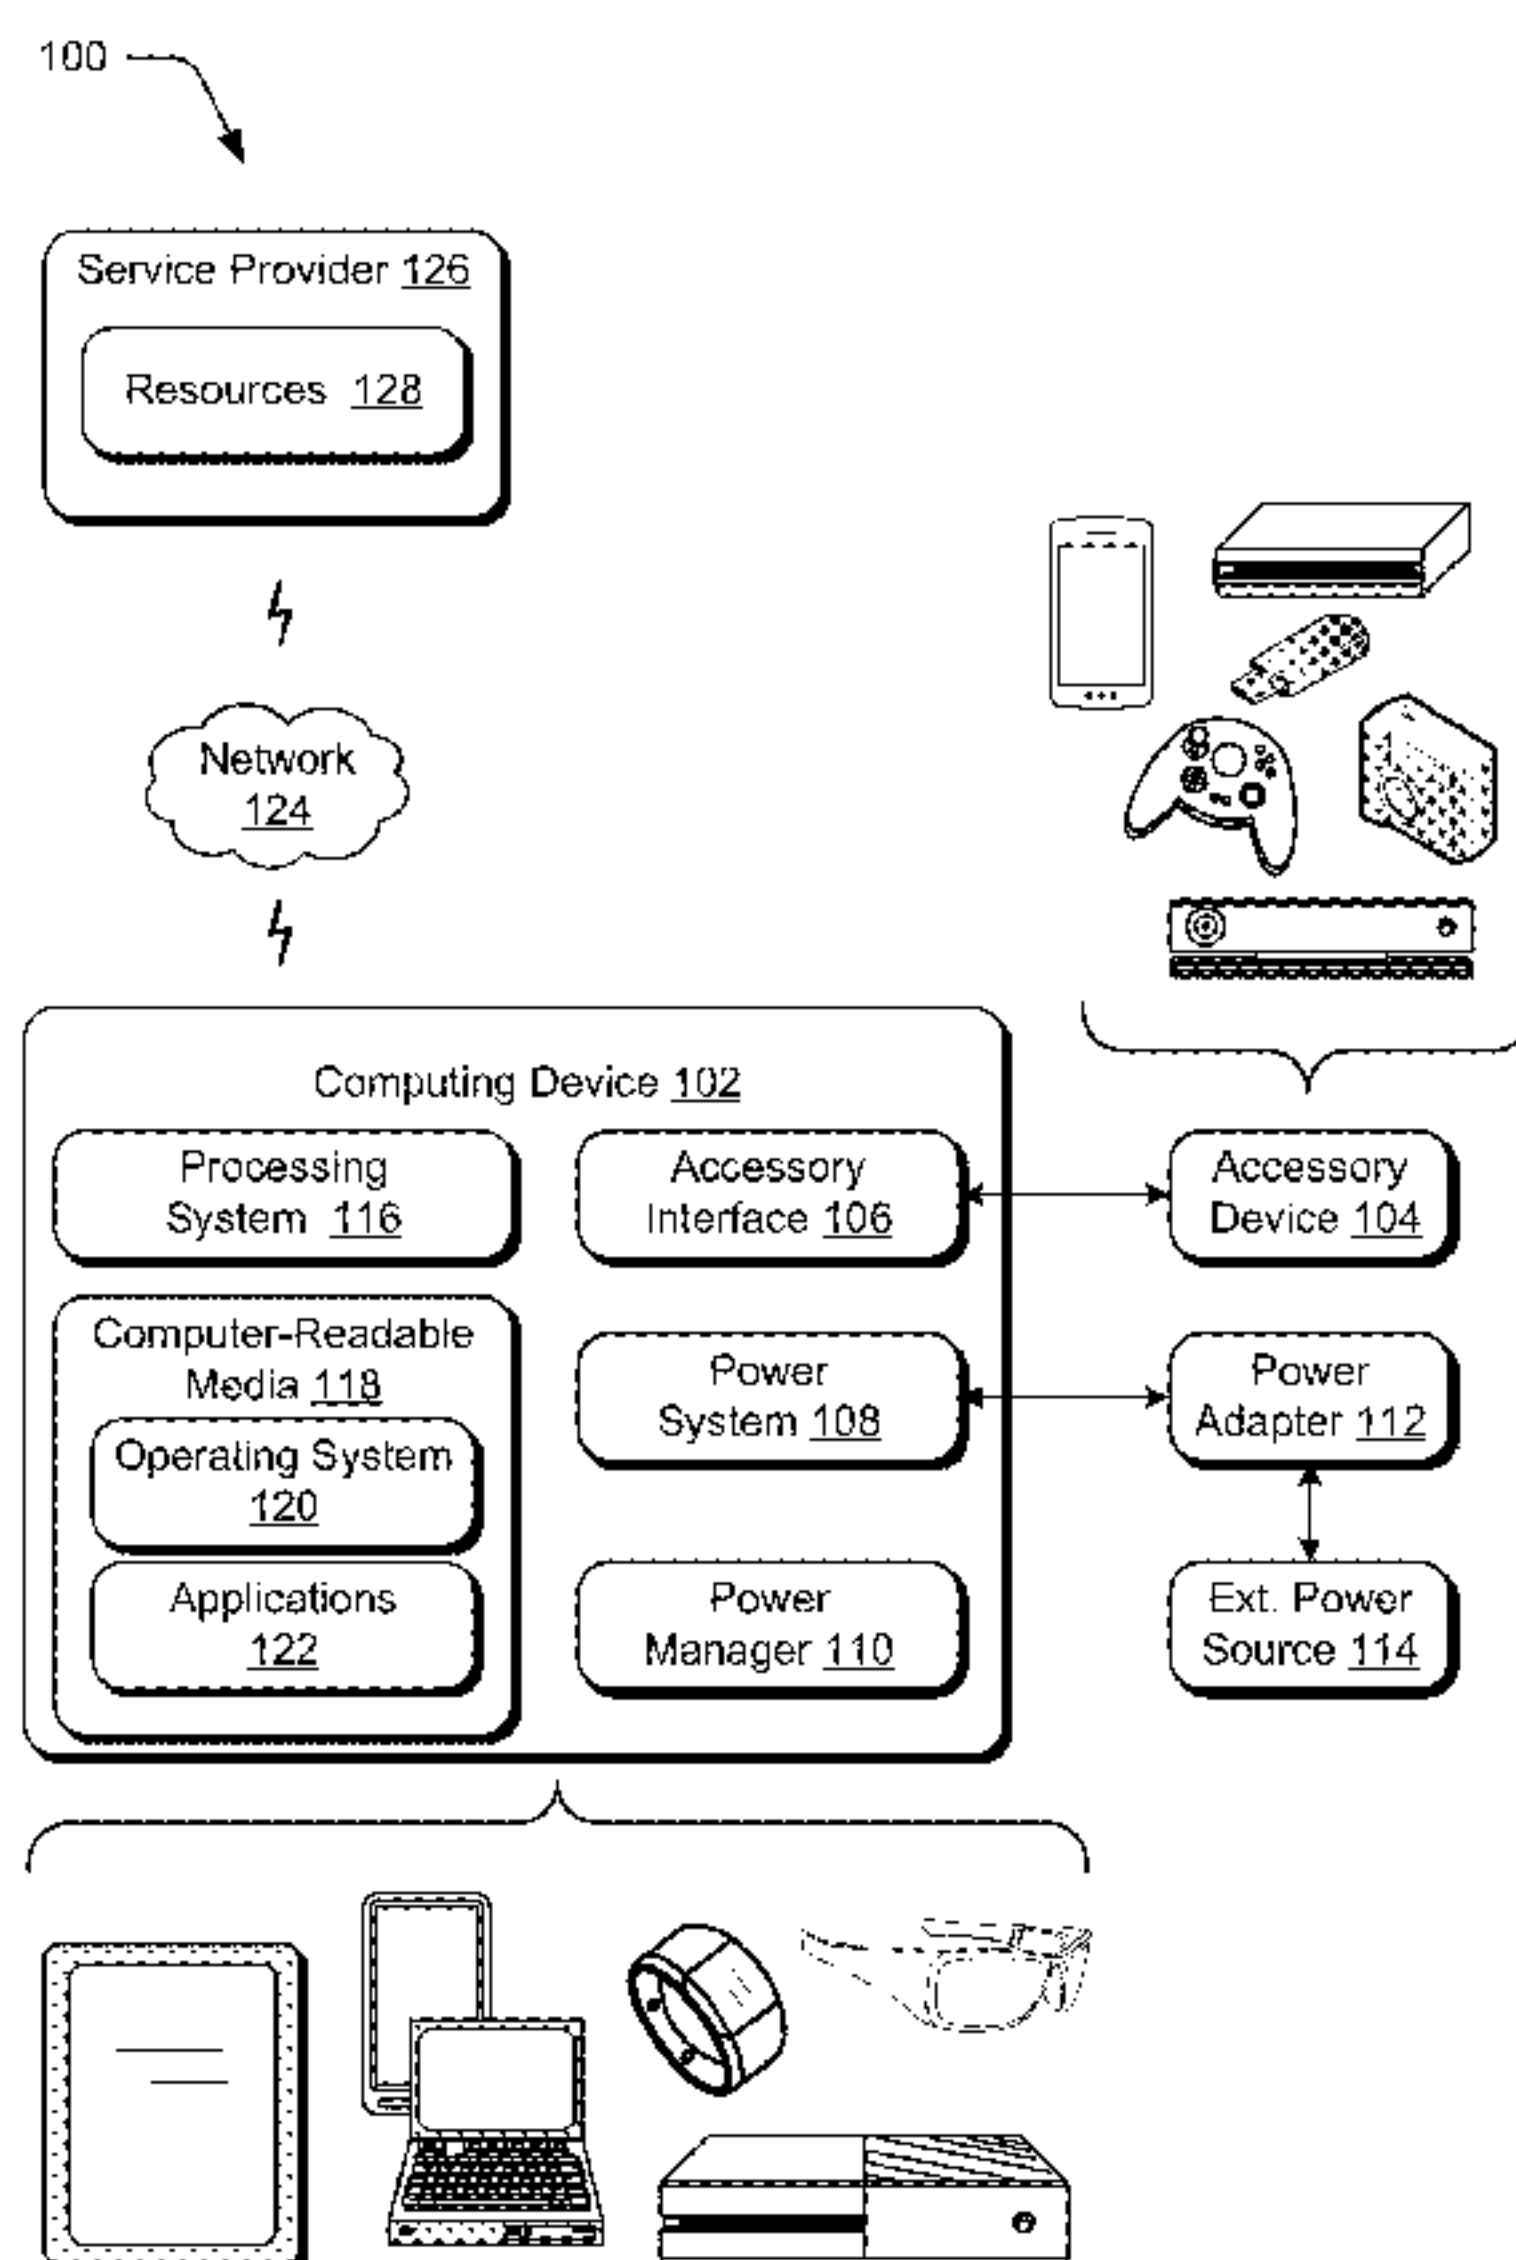 100
Service Provider 126
Resources 128
Network
124
Computing Device 102
Processing
System 116
Accessory
Interface 106
Accessory
Device 104
Computer-Readable
Media 118
Operating System
120
Applications
122
Power
System 108
Power
Adapter 112
Power
Manager 110
Ext. Power
Source 114